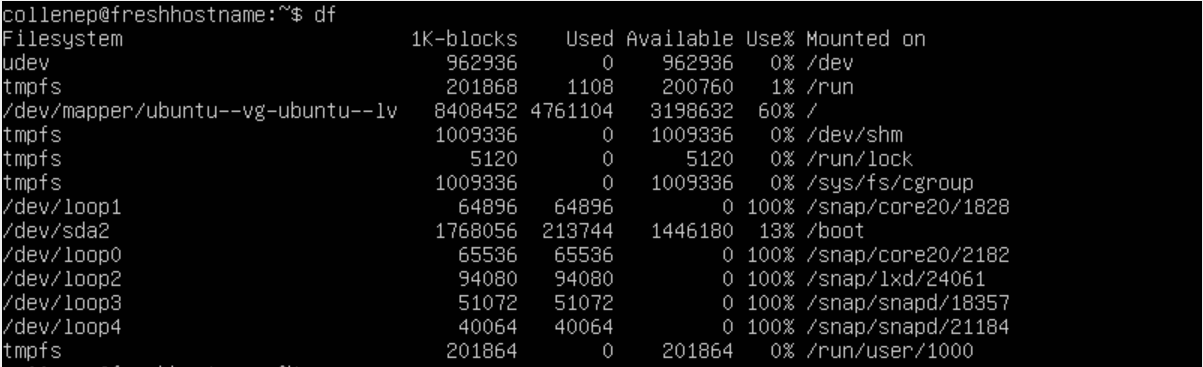 collenep@freshhostname:~$ df
Filesystem                        1K-blocks    Used Available Use% Mounted on
udev                                 962936       0    962936   0% /dev
tmpfs                                201868    1108    200760   1% /run
/dev/mapper/ubuntu--vg-ubuntu--lv   8408452 4761104   3198632  60% /
tmpfs                               1009336       0   1009336   0% /dev/shm
tmpfs                                  5120       0      5120   0% /run/lock
tmpfs                               1009336       0   1009336   0% /sys/fs/cgroup
/dev/loop1                            64896   64896         0 100% /snap/core20/1828
/dev/sda2                           1768056  213744   1446180  13% /boot
/dev/loop0                            65536   65536         0 100% /snap/core20/2182
/dev/loop2                            94080   94080         0 100% /snap/lxd/24061
/dev/loop3                            51072   51072         0 100% /snap/snapd/18357
/dev/loop4                            40064   40064         0 100% /snap/snapd/21184
tmpfs                                201864       0    201864   0% /run/user/1000